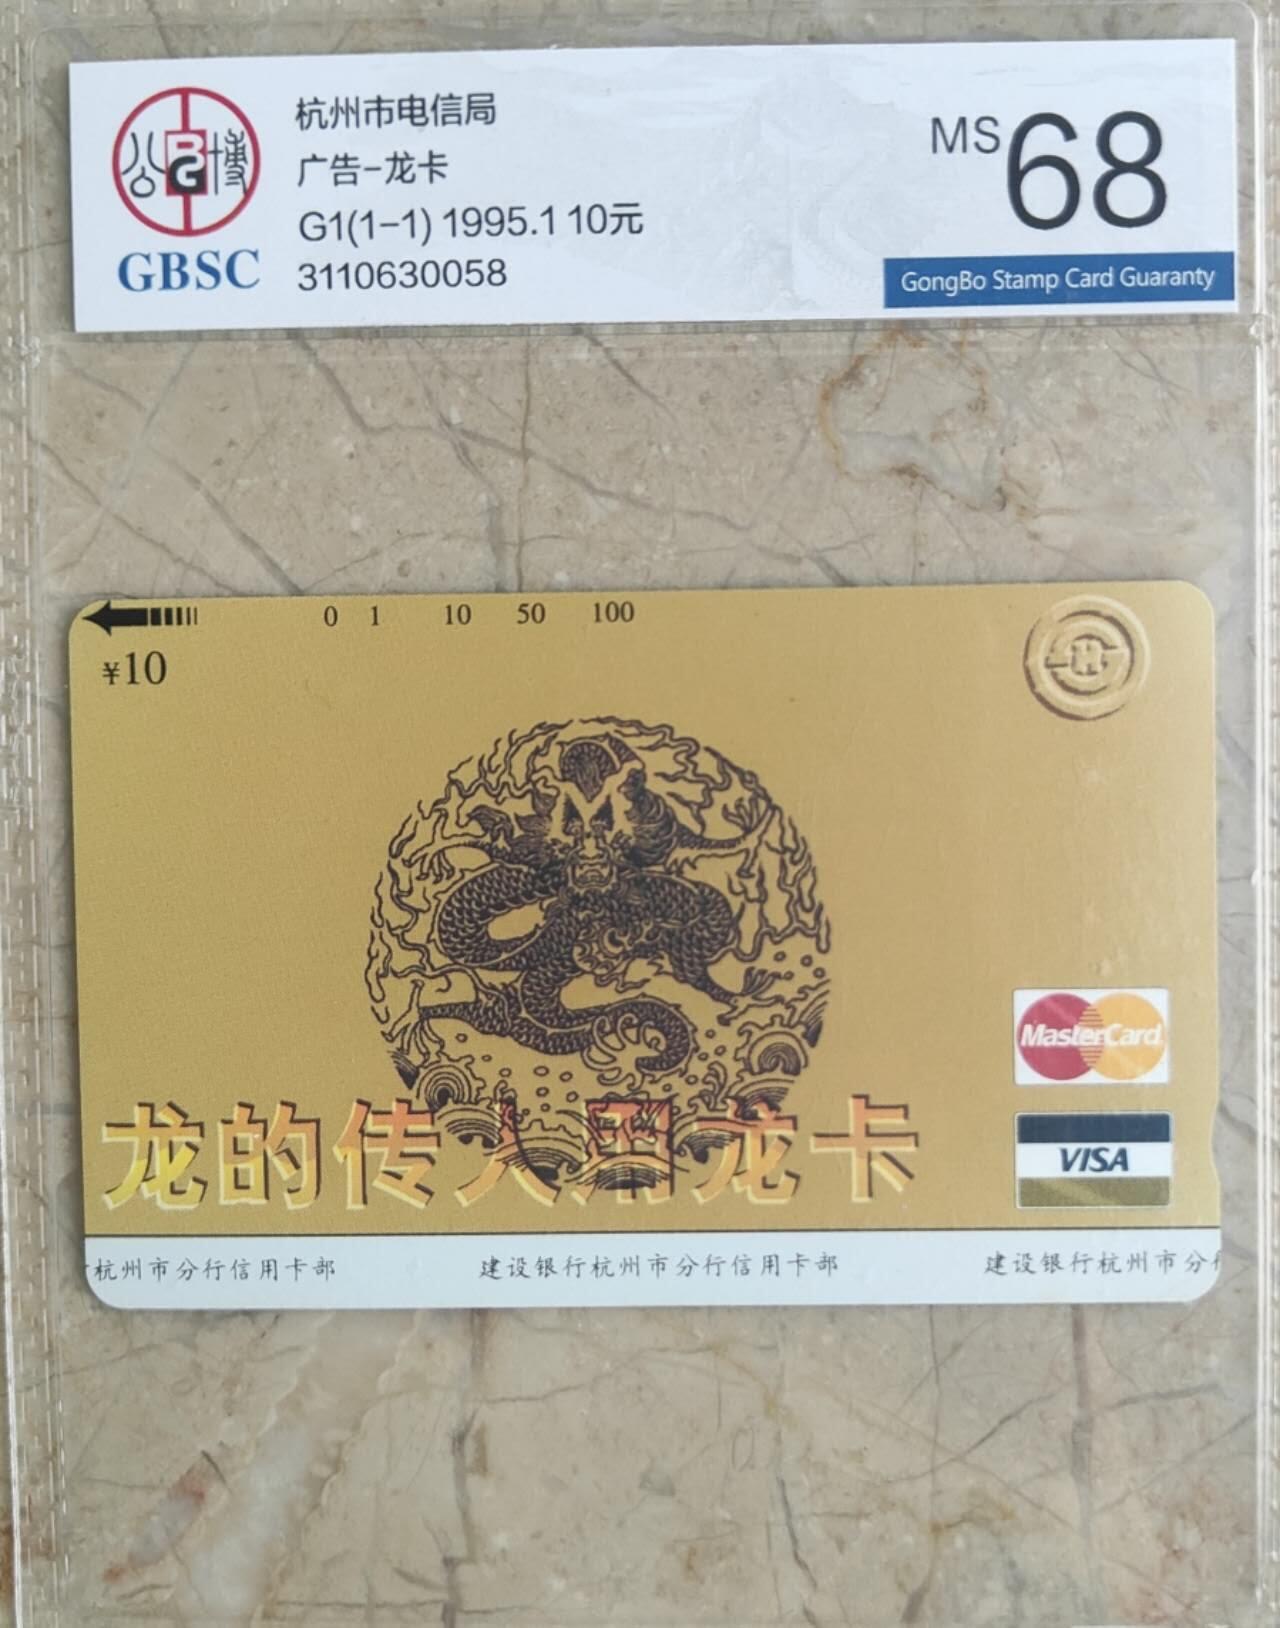 公博
BG
GBSC
杭州市电信局
广告-龙卡
G1(1-1) 1995.1 10元
3110630058
MS 68
GongBo Stamp Card Guaranty
0 1 10 50 100
¥10
MasterCard
VISA
龙的传人用龙卡
杭州市分行信用卡部 建设银行杭州市分行信用卡部 建设银行杭州市分